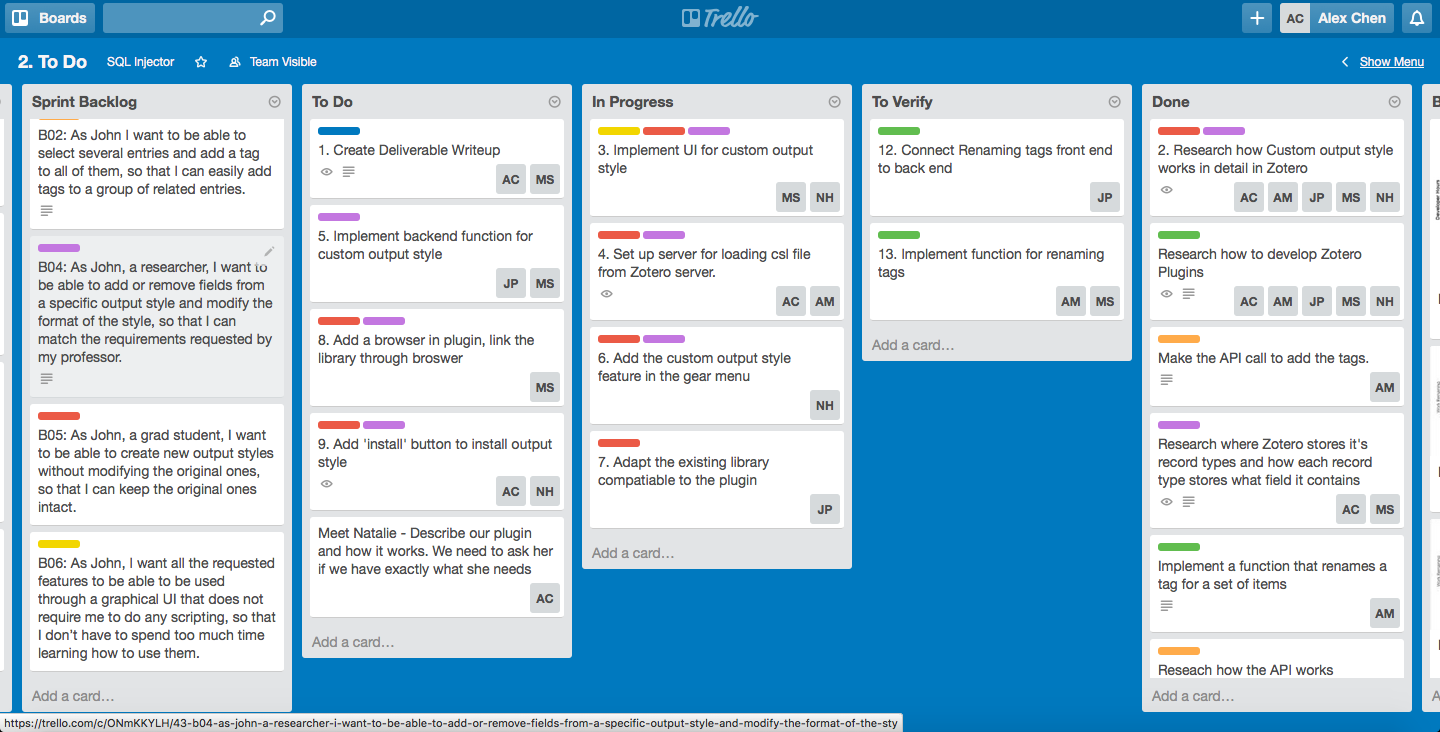 Boards
Trello
AC
Alex Chen
2. To Do
SQL Injector
Team Visible
Show Menu
Sprint Backlog
B02: As John I want to be able to
select several entries and add a tag
to all of them, so that I can easily add
tags to a group of related entries.
B04: As John, a researcher, I want to
be able to add or remove fields from
a specific output style and modify the
format of the style, so that I can
match the requirements requested by
my professor.
B05: As John, a grad student, I want
to be able to create new output styles
without modifying the original ones,
so that I can keep the original ones
intact.
B06: As John, I want all the requested
features to be able to be used
through a graphical UI that does not
require me to do any scripting, so that
I don't have to spend too much time
learning how to use them.
Add a card…
To Do
1. Create Deliverable Writeup
AC MS
5. Implement backend function for
custom output style
JP MS
8. Add a browser in plugin, link the
library through broswer
MS
9. Add 'install' button to install output
style
AC NH
Meet Natalie - Describe our plugin
and how it works. We need to ask her
if we have exactly what she needs
AC
Add a card…
In Progress
3. Implement UI for custom output
style
MS NH
4. Set up server for loading csl file
from Zotero server.
AC AM
6. Add the custom output style
feature in the gear menu
NH
7. Adapt the existing library
compatiable to the plugin
JP
Add a card…
To Verify
12. Connect Renaming tags front end
to back end
JP
13. Implement function for renaming
tags
AM MS
Add a card…
Done
2. Research how Custom output style
works in detail in Zotero
AC AM JP MS NH
Research how to develop Zotero
Plugins
AC AM JP MS NH
Make the API call to add the tags.
AM
Research where Zotero stores it's
record types and how each record
type stores what field it contains
AC MS
Implement a function that renames a
tag for a set of items
AM
Reseach how the API works
Add a card…
https://trello.com/c/ONmKKYLH/43-b04-as-john-a-researcher-i-want-to-be-able-to-add-or-remove-fields-from-a-specific-output-style-and-modify-the-format-of-the-sty